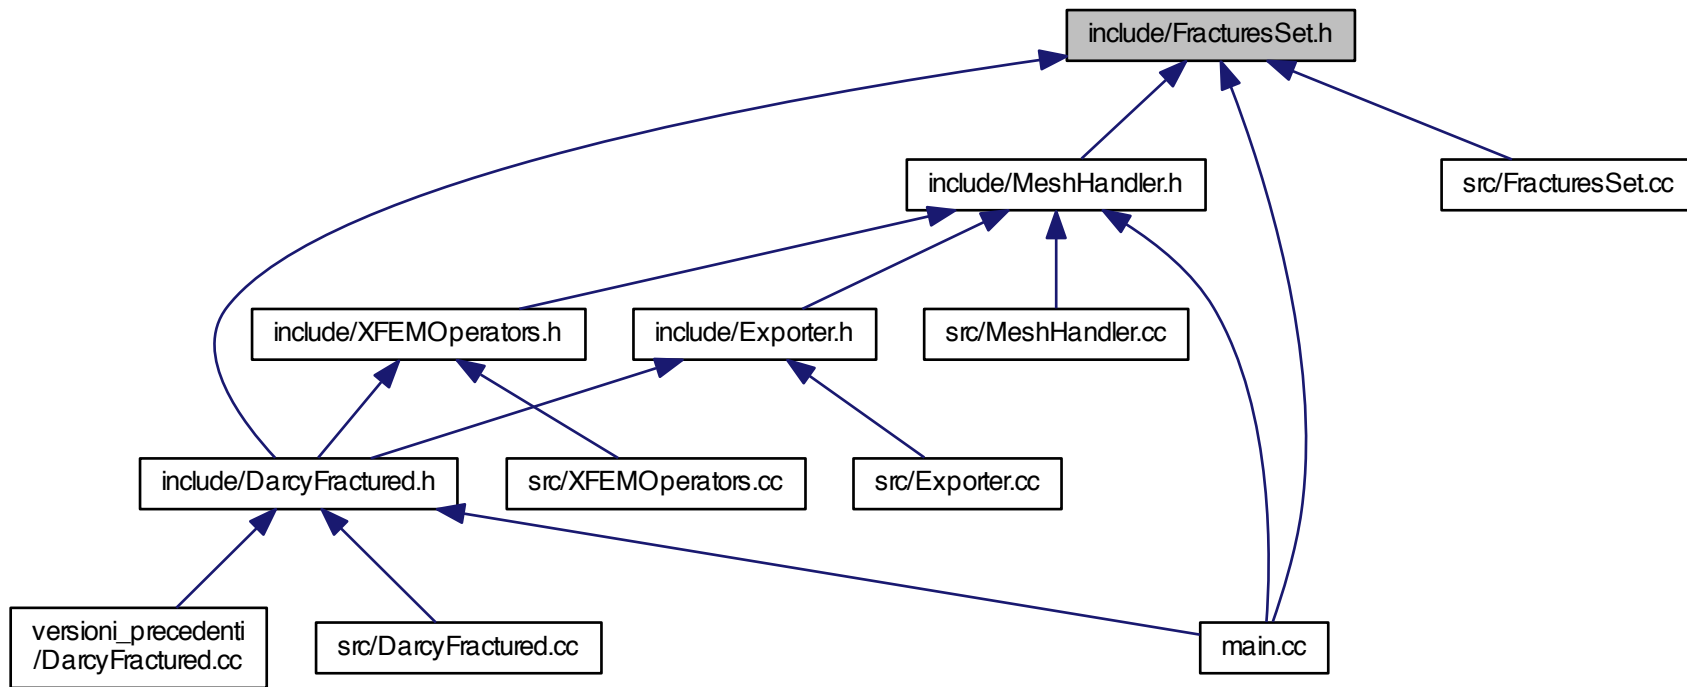 include/FracturesSet.h
include/MeshHandler.h
src/FracturesSet.cc
include/XFEMOperators.h
include/Exporter.h
src/MeshHandler.cc
include/DarcyFractured.h
src/XFEMOperators.cc
src/Exporter.cc
versioni_precedenti
/DarcyFractured.cc
src/DarcyFractured.cc
main.cc